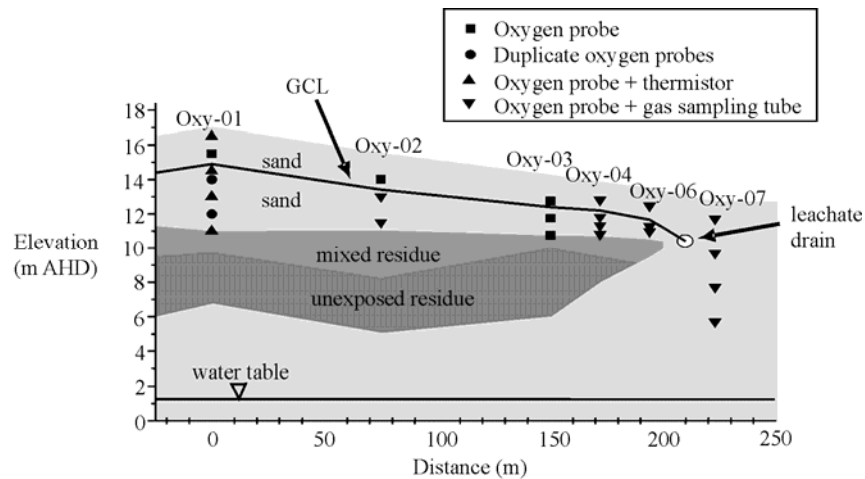 Oxygen probe
Duplicate oxygen probes
Oxygen probe + thermistor
Oxygen probe + gas sampling tube
GCL
Oxy-01
Oxy-02
Oxy-03
Oxy-04
Oxy-06
Oxy-07
sand
sand
leachate
drain
mixed residue
unexposed residue
water table
Elevation
(m AHD)
18
16
14
12
10
8
6
4
2
0
0 50 100 150 200 250
Distance (m)